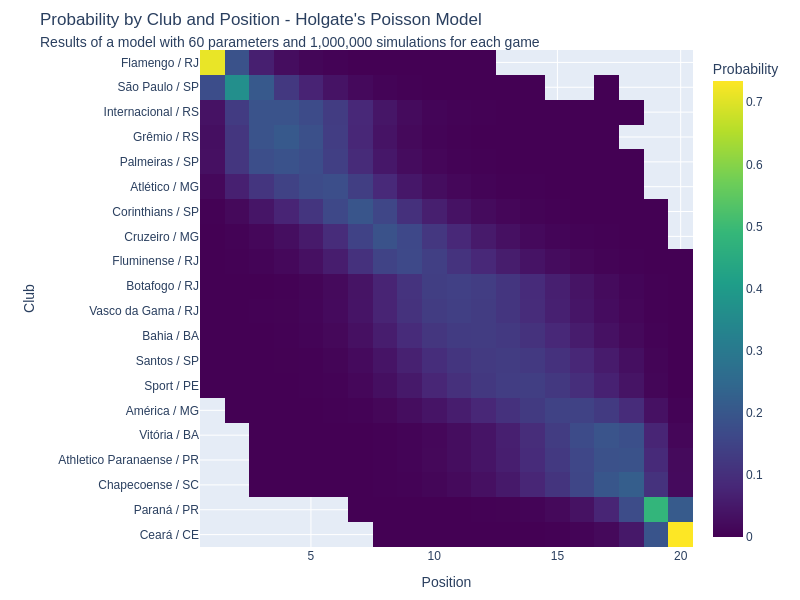 Probability by Club and Position - Holgate's Poisson Model
Results of a model with 60 parameters and 1,000,000 simulations for each game
Probability
Flamengo / RJ
São Paulo / SP
Internacional / RS
Grêmio / RS
Palmeiras / SP
Atlético / MG
Corinthians / SP
Cruzeiro / MG
Fluminense / RJ
Botafogo / RJ
Vasco da Gama / RJ
Bahia / BA
Santos / SP
Sport / PE
América / MG
Vitória / BA
Athletico Paranaense / PR
Chapecoense / SC
Paraná / PR
Ceará / CE
Club
5
10
15
20
Position
0.7
0.6
0.5
0.4
0.3
0.2
0.1
0